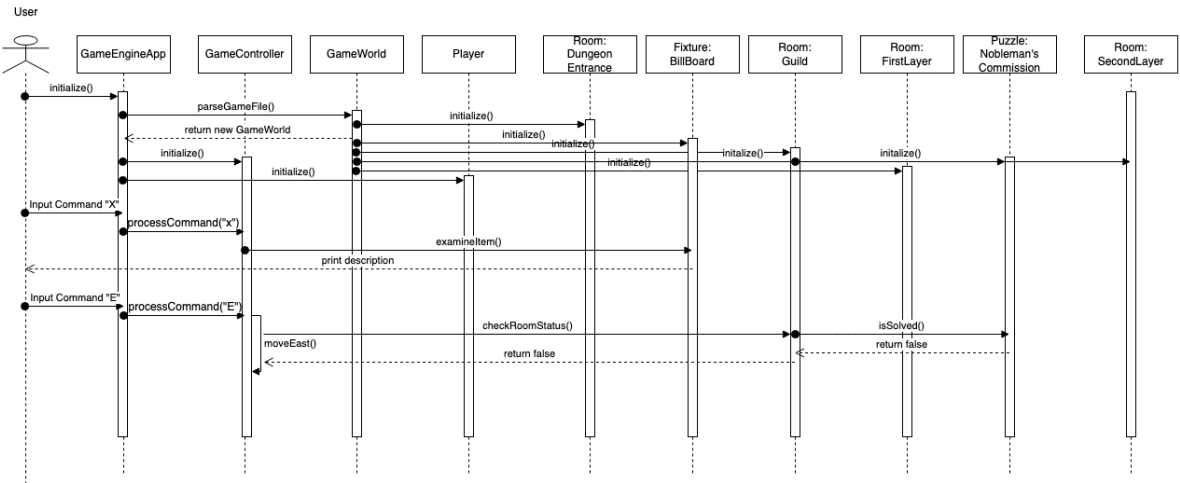 User
GameEngineApp
GameController
GameWorld
Player
Room:
Dungeon
Entrance
Fixture:
BillBoard
Room:
Guild
Room:
FirstLayer
Puzzle:
Nobleman's
Commission
Room:
SecondLayer
initialize()
parseGameFile()
initialize()
return new GameWorld
initialize()
initialize()
initialize()
initalize()
initalize()
initialize()
initialize()
Input Command "X"
processCommand("x")
examineItem()
print description
Input Command "E"
processCommand("E")
checkRoomStatus()
isSolved()
moveEast()
return false
return false